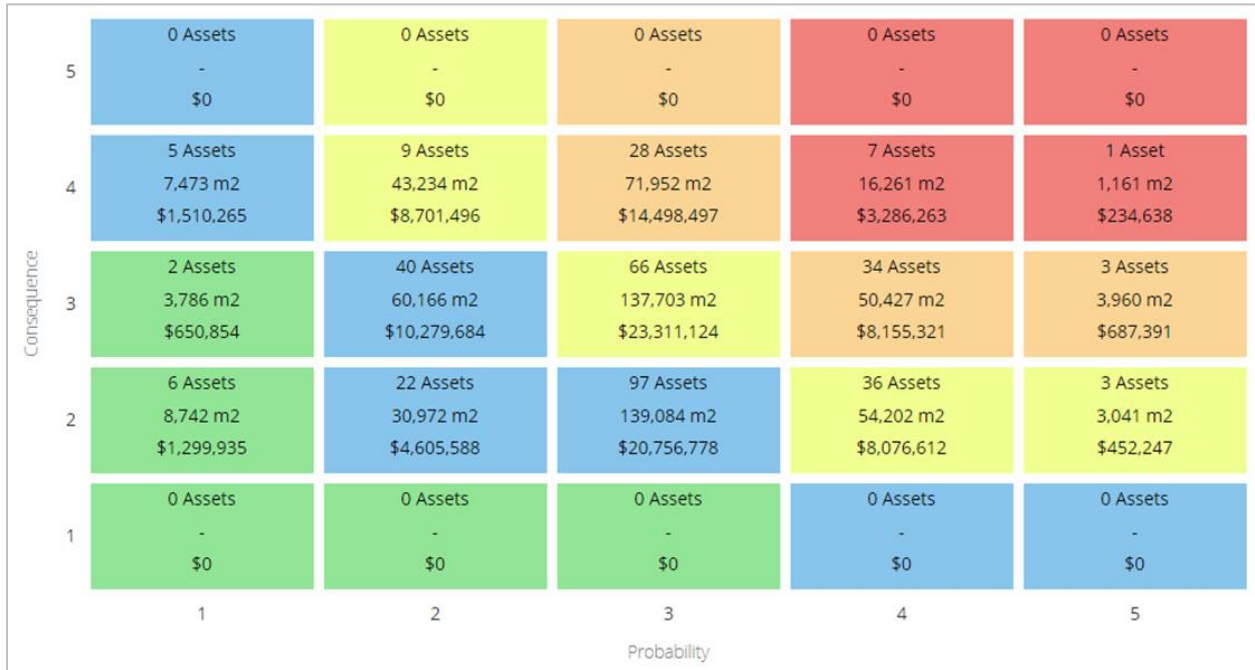 0 Assets 0 Assets 0 Assets 0 Assets 0 Assets
5 - - - - -
$0 $0 $0 $0 $0
5 Assets 9 Assets 28 Assets 7 Assets 1 Asset
4 7,473 m2 43,234 m2 71,952 m2 16,261 m2 1,161 m2
$1,510,265 $8,701,496 $14,498,497 $3,286,263 $234,638
Consequence
2 Assets 40 Assets 66 Assets 34 Assets 3 Assets
3 3,786 m2 60,166 m2 137,703 m2 50,427 m2 3,960 m2
$650,854 $10,279,684 $23,311,124 $8,155,321 $687,391
6 Assets 22 Assets 97 Assets 36 Assets 3 Assets
2 8,742 m2 30,972 m2 139,084 m2 54,202 m2 3,041 m2
$1,299,935 $4,605,588 $20,756,778 $8,076,612 $452,247
0 Assets 0 Assets 0 Assets 0 Assets 0 Assets
1 - - - - -
$0 $0 $0 $0 $0
1 2 3 4 5
Probability